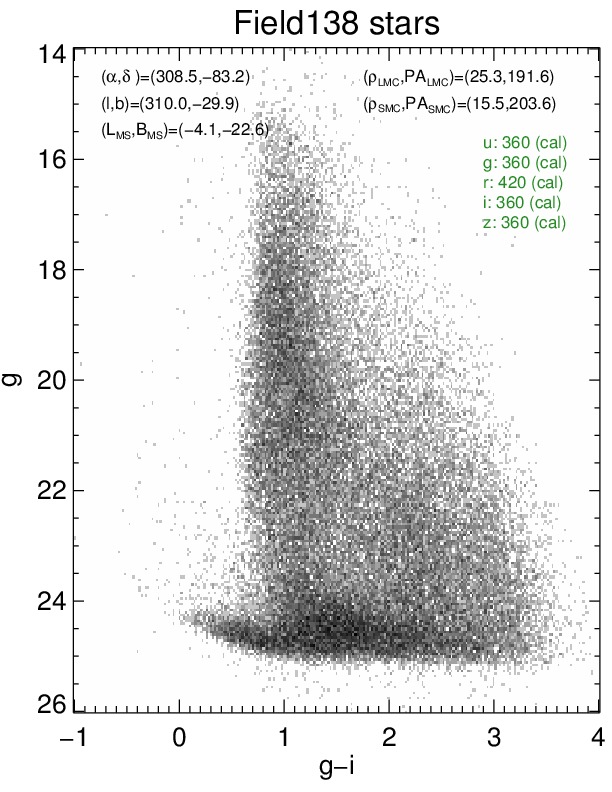 Field138 stars
(α,δ )=(308.5,−83.2)
(ρLMC,PALMC)=(25.3,191.6)
(l,b)=(310.0,−29.9)
(ρSMC,PASMC)=(15.5,203.6)
(LMS,BMS)=(−4.1,−22.6)
u: 360 (cal)
g: 360 (cal)
r: 420 (cal)
i: 360 (cal)
z: 360 (cal)
14
16
18
20
22
24
26
g
−1 0 1 2 3 4
g−i